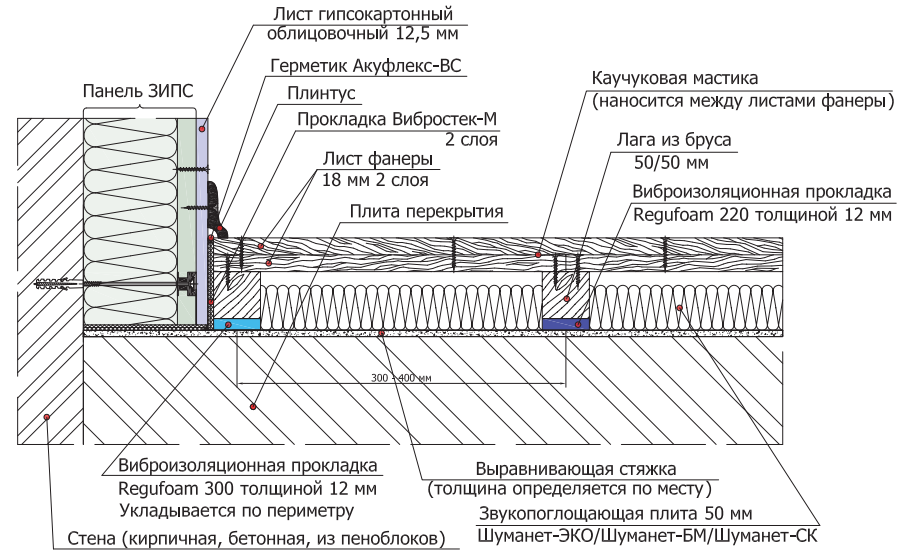 Лист гипсокартонный
облицовочный 12,5 мм
Герметик Акуфлекс-ВС
Панель ЗИПС
Плинтус
Прокладка Вибростек-М
2 слоя
Лист фанеры
18 мм 2 слоя
Плита перекрытия
Каучуковая мастика
(наносится между листами фанеры)
Лага из бруса
50/50 мм
Виброизоляционная прокладка
Regufoam 220 толщиной 12 мм
300 - 400 мм
Виброизоляционная прокладка
Regufoam 300 толщиной 12 мм
Укладывается по периметру
Стена (кирпичная, бетонная, из пеноблоков)
Выравнивающая стяжка
(толщина определяется по месту)
Звукопоглощающая плита 50 мм
Шуманет-ЭКО/Шуманет-БМ/Шуманет-СК